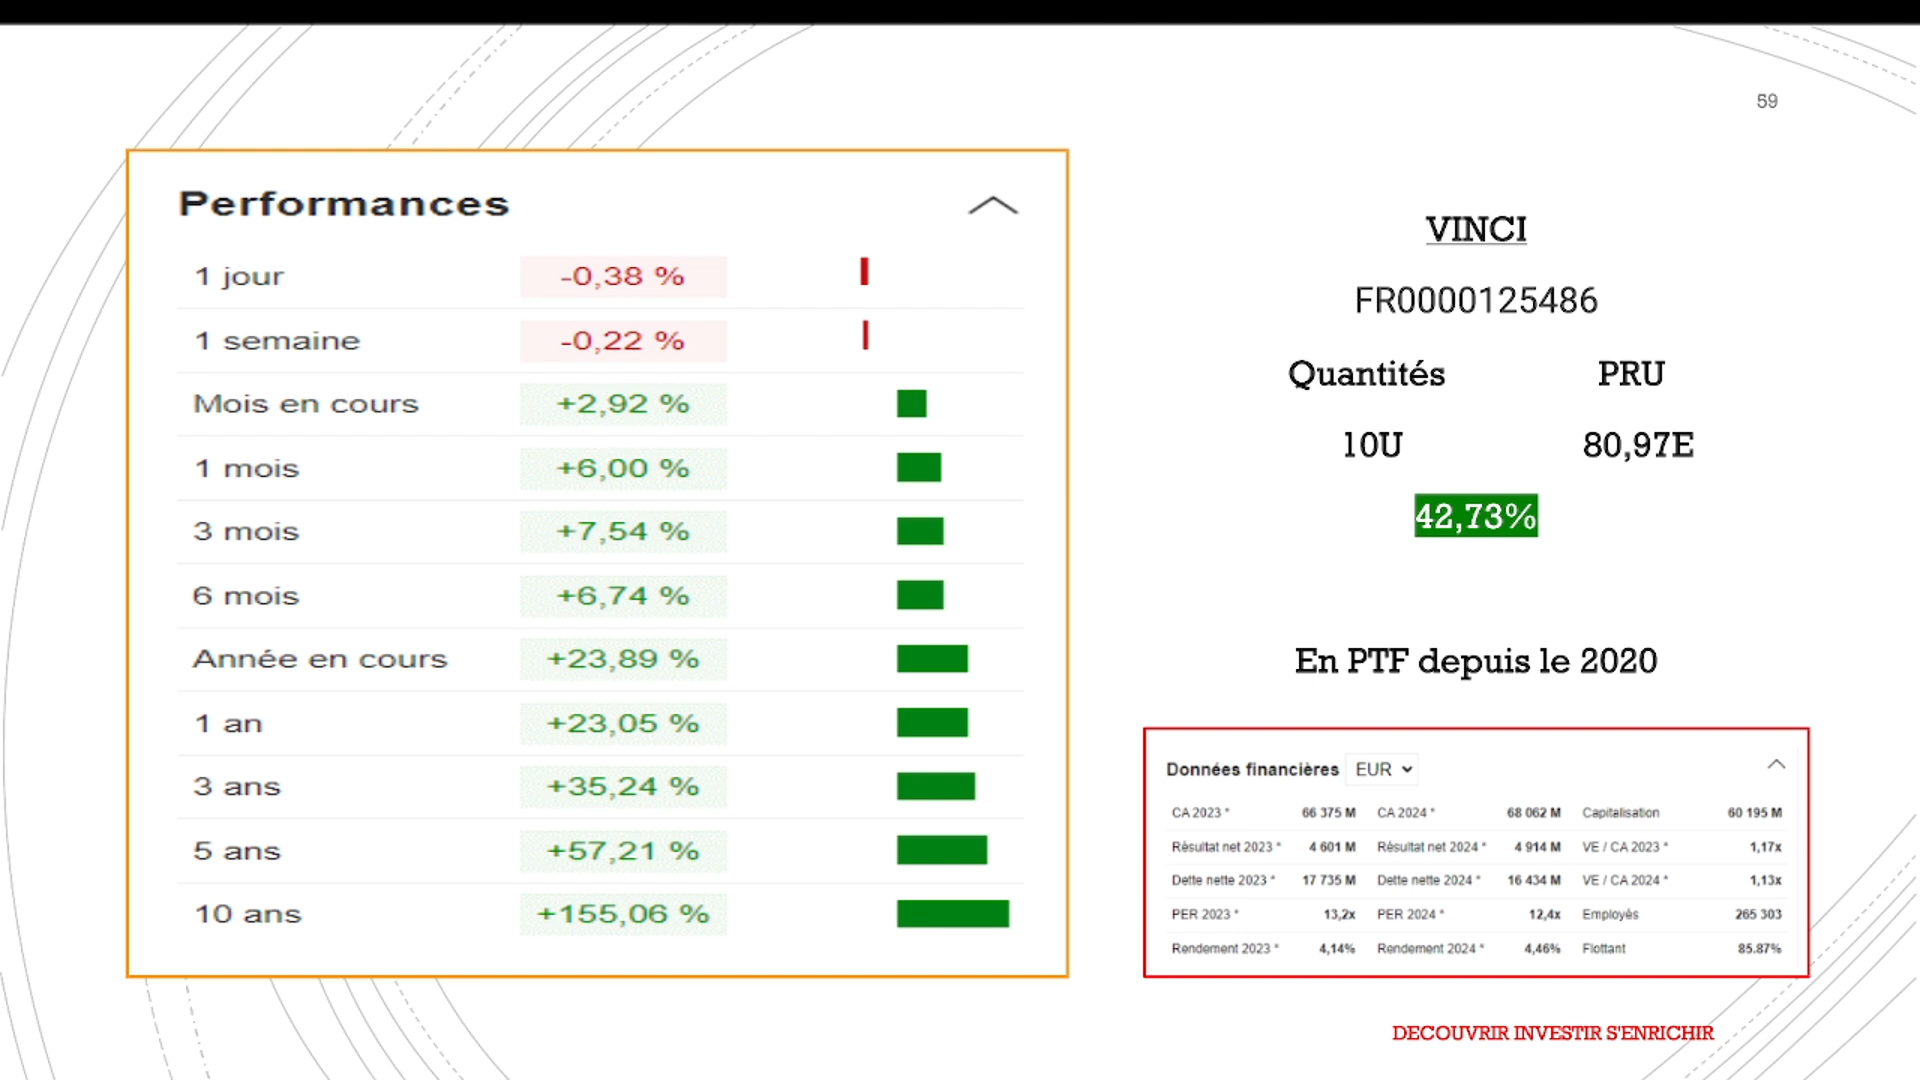 59
Performances
1 jour -0,38 %
1 semaine -0,22 %
Mois en cours +2,92 %
1 mois +6,00 %
3 mois +7,54 %
6 mois +6,74 %
Année en cours +23,89 %
1 an +23,05 %
3 ans +35,24 %
5 ans +57,21 %
10 ans +155,06 %
VINCI
FR0000125486
Quantités PRU
10U 80,97E
42,73%
En PTF depuis le 2020
Données financières EUR
CA 2023 * 66 375 M CA 2024 * 68 062 M Capitalisation 60 195 M
Résultat net 2023 * 4 601 M Résultat net 2024 * 4 914 M VE / CA 2023 * 1,17x
Dette nette 2023 * 17 735 M Dette nette 2024 * 16 434 M VE / CA 2024 * 1,13x
PER 2023 * 13,2x PER 2024 * 12,4x Employés 265 303
Rendement 2023 * 4,14% Rendement 2024 * 4,46% Flottant 85.87%
DECOUVRIR INVESTIR S'ENRICHIR